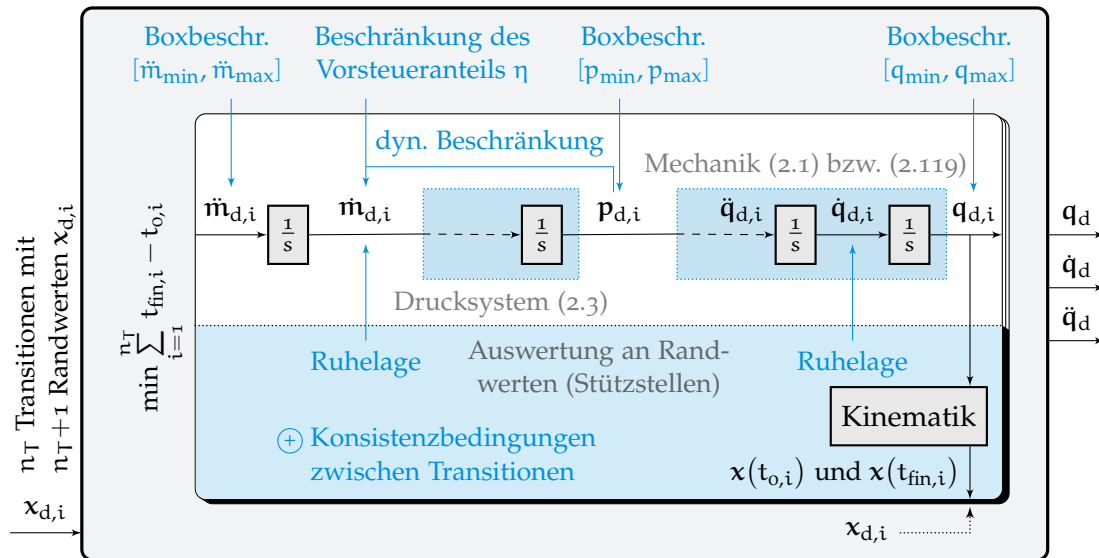 Boxbeschr.
[m̈min, m̈max]
Beschränkung des
Vorsteueranteils η
Boxbeschr.
[pmin, pmax]
Boxbeschr.
[qmin, qmax]
dyn. Beschränkung
Mechanik (2.1) bzw. (2.119)
m̈d,i
ṁd,i
pd,i
q̈d,i
q̇d,i
qd,i
1/s
1/s
1/s
1/s
Drucksystem (2.3)
Ruhelage
Auswertung an Rand-
werten (Stützstellen)
Ruhelage
Kinematik
⊕ Konsistenzbedingungen
zwischen Transitionen
x(t0,i) und x(tfin,i)
xd,i
min ∑ i=1 nT tfin,i − t0,i
nT Transitionen mit
nT+1 Randwerten xd,i
xd,i
qd
q̇d
q̈d